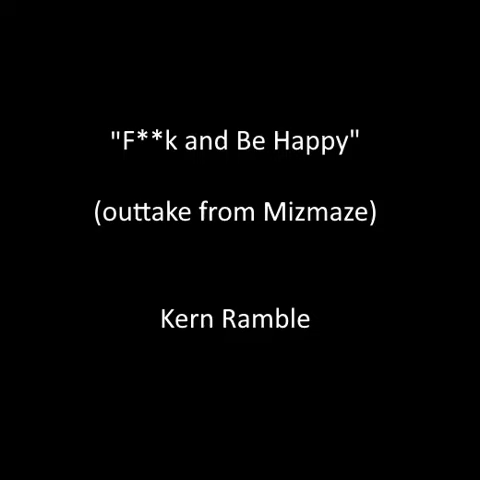 "F**k and Be Happy"
(outtake from Mizmaze)
Kern Ramble